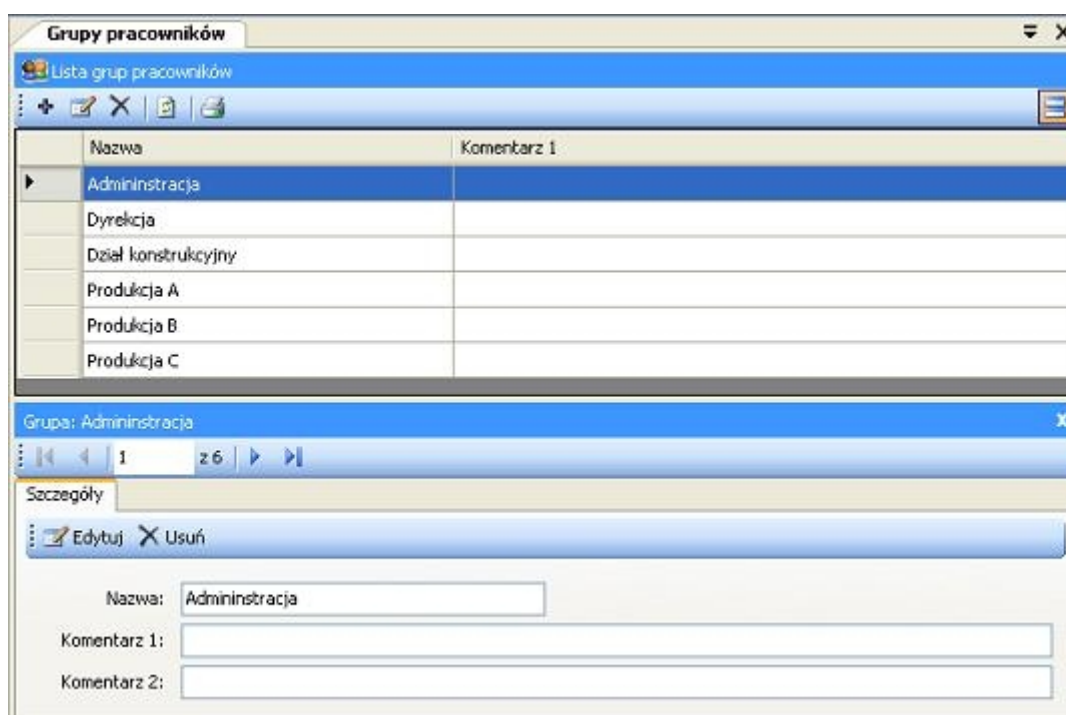 Grupy pracowników
Lista grup pracowników
Nazwa Komentarz 1
Admininstracja
Dyrekcja
Dział konstrukcyjny
Produkcja A
Produkcja B
Produkcja C
Grupa: Admininstracja
1 z 6
Szczegóły
Edytuj Usuń
Nazwa: Admininstracja
Komentarz 1:
Komentarz 2: